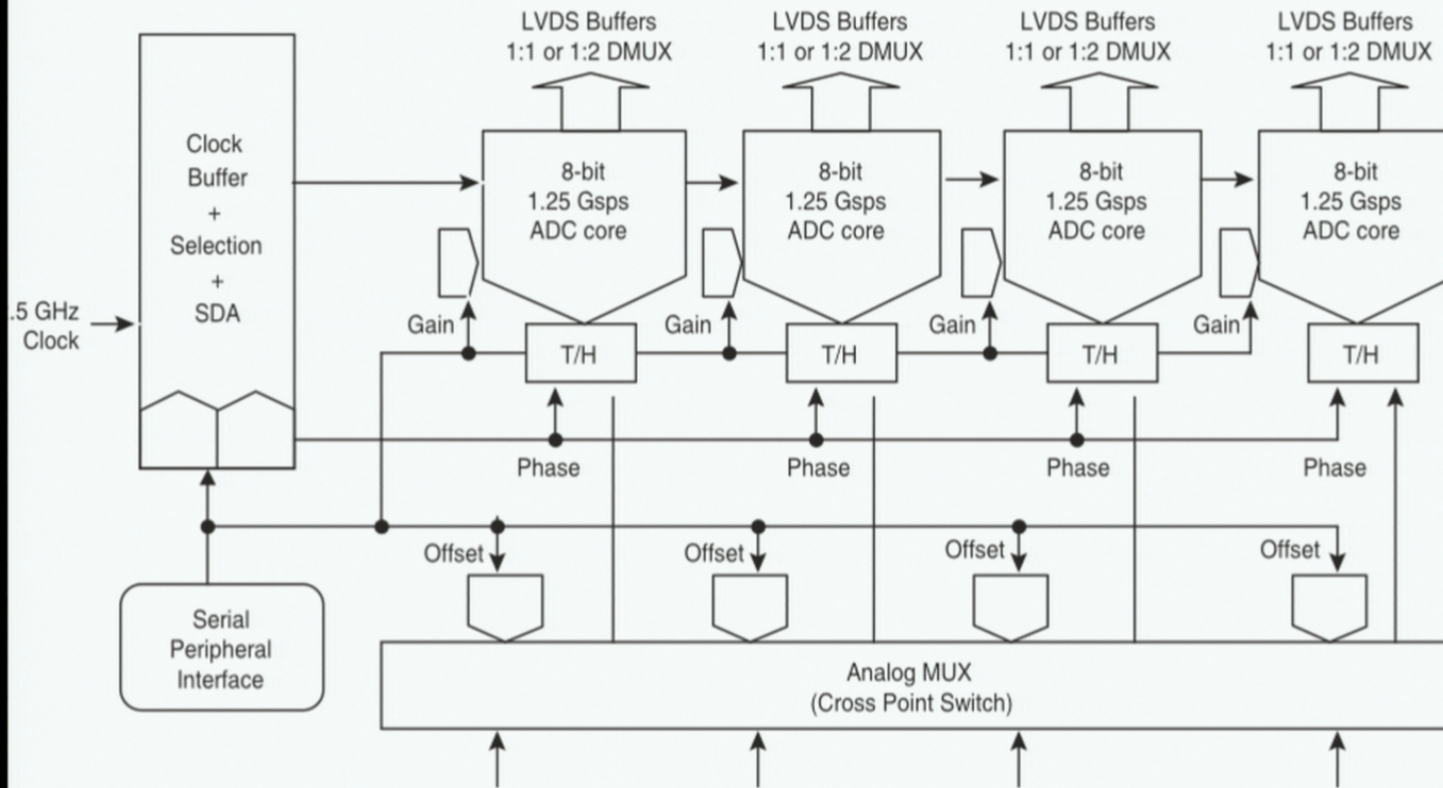 LVDS Buffers
1:1 or 1:2 DMUX
LVDS Buffers
1:1 or 1:2 DMUX
LVDS Buffers
1:1 or 1:2 DMUX
LVDS Buffers
1:1 or 1:2 DMUX
Clock
Buffer
+
Selection
+
SDA
8-bit
1.25 Gsps
ADC core
8-bit
1.25 Gsps
ADC core
8-bit
1.25 Gsps
ADC core
8-bit
1.25 Gsps
ADC core
.5 GHz
Clock
Gain
T/H
Gain
T/H
Gain
T/H
Gain
T/H
Phase
Phase
Phase
Phase
Offset
Offset
Offset
Offset
Serial
Peripheral
Interface
Analog MUX
(Cross Point Switch)